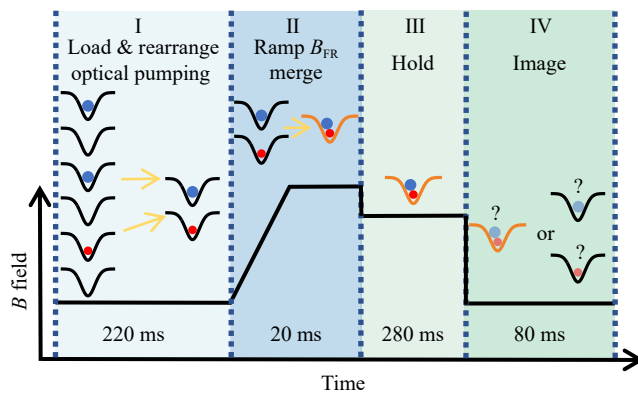 I
Load & rearrange
optical pumping
II
Ramp B_FR
merge
III
Hold
IV
Image
?
?
or
?
B field
220 ms
20 ms
280 ms
80 ms
Time